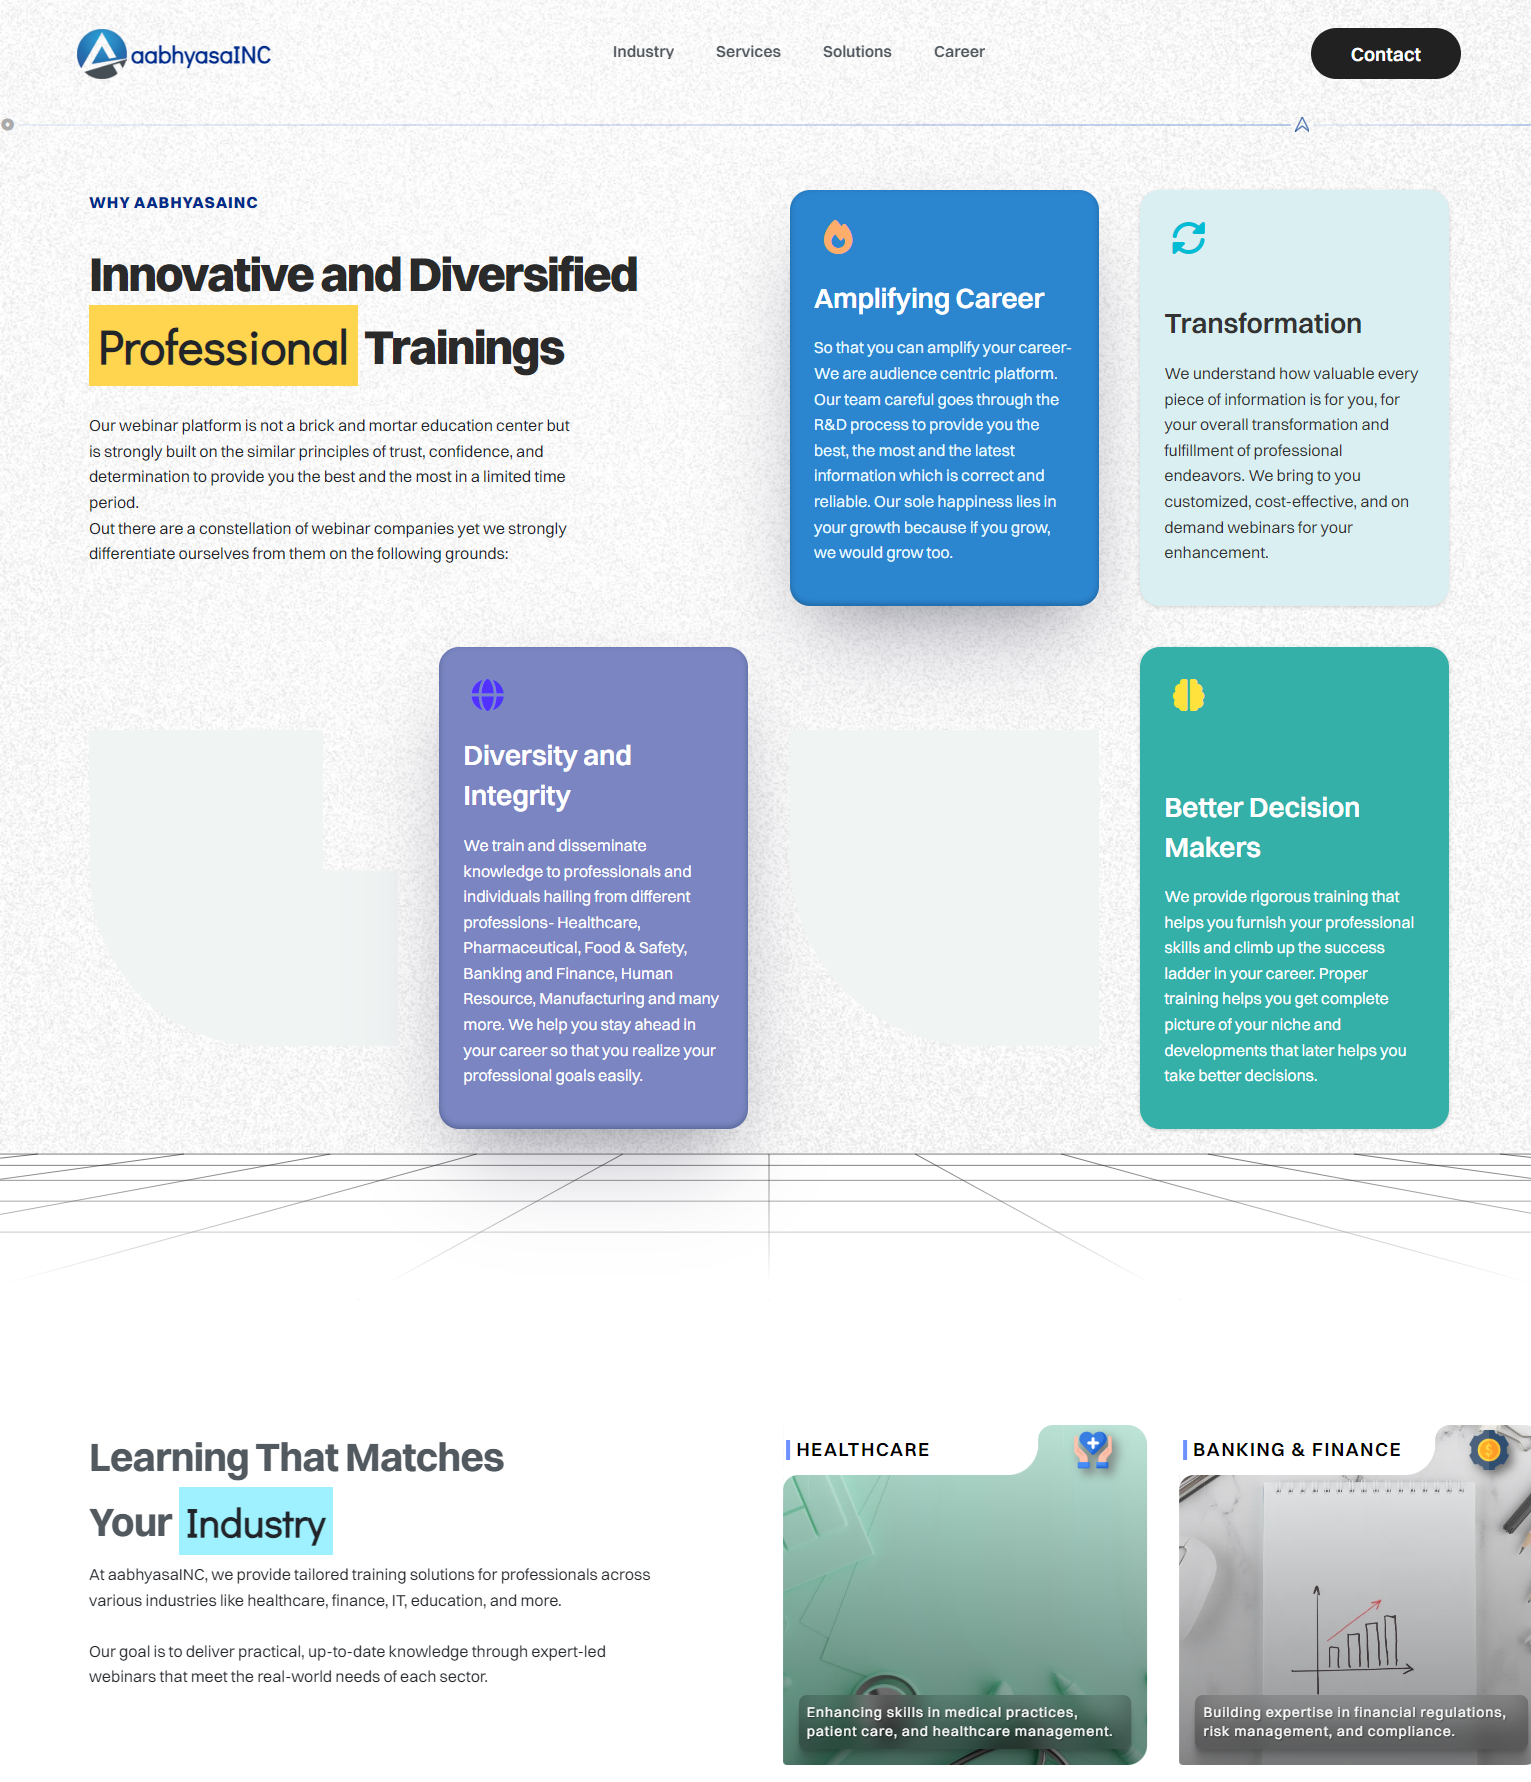 aabhyasaINC
Industry
Services
Solutions
Career
Contact
WHY AABHYASAINC
Innovative and Diversified
Professional Trainings
Our webinar platform is not a brick and mortar education center but
is strongly built on the similar principles of trust, confidence, and
determination to provide you the best and the most in a limited time
period.
Out there are a constellation of webinar companies yet we strongly
differentiate ourselves from them on the following grounds:
Amplifying Career
So that you can amplify your career-
We are audience centric platform.
Our team careful goes through the
R&D process to provide you the
best, the most and the latest
information which is correct and
reliable. Our sole happiness lies in
your growth because if you grow,
we would grow too.
Transformation
We understand how valuable every
piece of information is for you, for
your overall transformation and
fulfillment of professional
endeavors. We bring to you
customized, cost-effective, and on
demand webinars for your
enhancement.
Diversity and
Integrity
We train and disseminate
knowledge to professionals and
individuals hailing from different
professions- Healthcare,
Pharmaceutical, Food & Safety,
Banking and Finance, Human
Resource, Manufacturing and many
more. We help you stay ahead in
your career so that you realize your
professional goals easily.
Better Decision
Makers
We provide rigorous training that
helps you furnish your professional
skills and climb up the success
ladder in your career. Proper
training helps you get complete
picture of your niche and
developments that later helps you
take better decisions.
Learning That Matches
Your Industry
At aabhyasaINC, we provide tailored training solutions for professionals across
various industries like healthcare, finance, IT, education, and more.
Our goal is to deliver practical, up-to-date knowledge through expert-led
webinars that meet the real-world needs of each sector.
HEALTHCARE
Enhancing skills in medical practices,
patient care, and healthcare management.
BANKING & FINANCE
Building expertise in financial regulations,
risk management, and compliance.